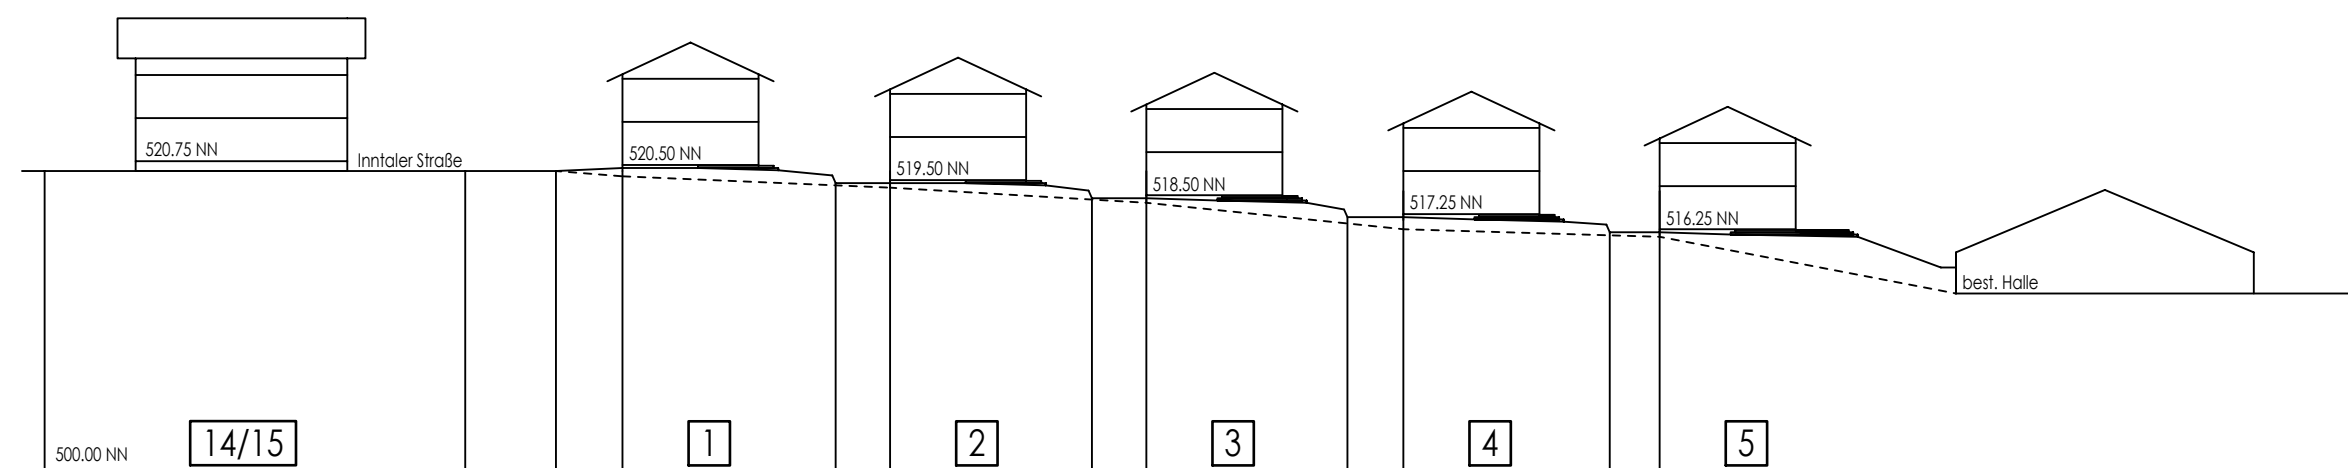 520.75 NN
Inntaler Straße
520.50 NN
519.50 NN
518.50 NN
517.25 NN
516.25 NN
best. Halle
500.00 NN
14/15
1
2
3
4
5